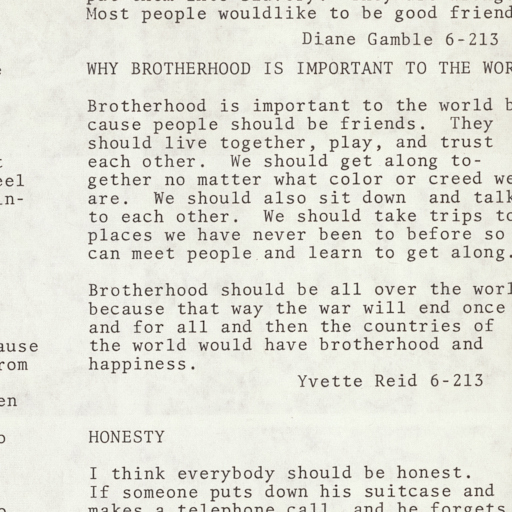 Most people wouldlike to be good friend
Diane Gamble 6-213
WHY BROTHERHOOD IS IMPORTANT TO THE WOR
Brotherhood is important to the world b
cause people should be friends. They
should live together, play, and trust
each other. We should get along to-
gether no matter what color or creed we
are. We should also sit down and talk
to each other. We should take trips to
places we have never been to before so
can meet people and learn to get along.
Brotherhood should be all over the worl
because that way the war will end once
and for all and then the countries of
the world would have brotherhood and
happiness.
Yvette Reid 6-213
HONESTY
I think everybody should be honest.
If someone puts down his suitcase and
makes a telephone call and he forgets